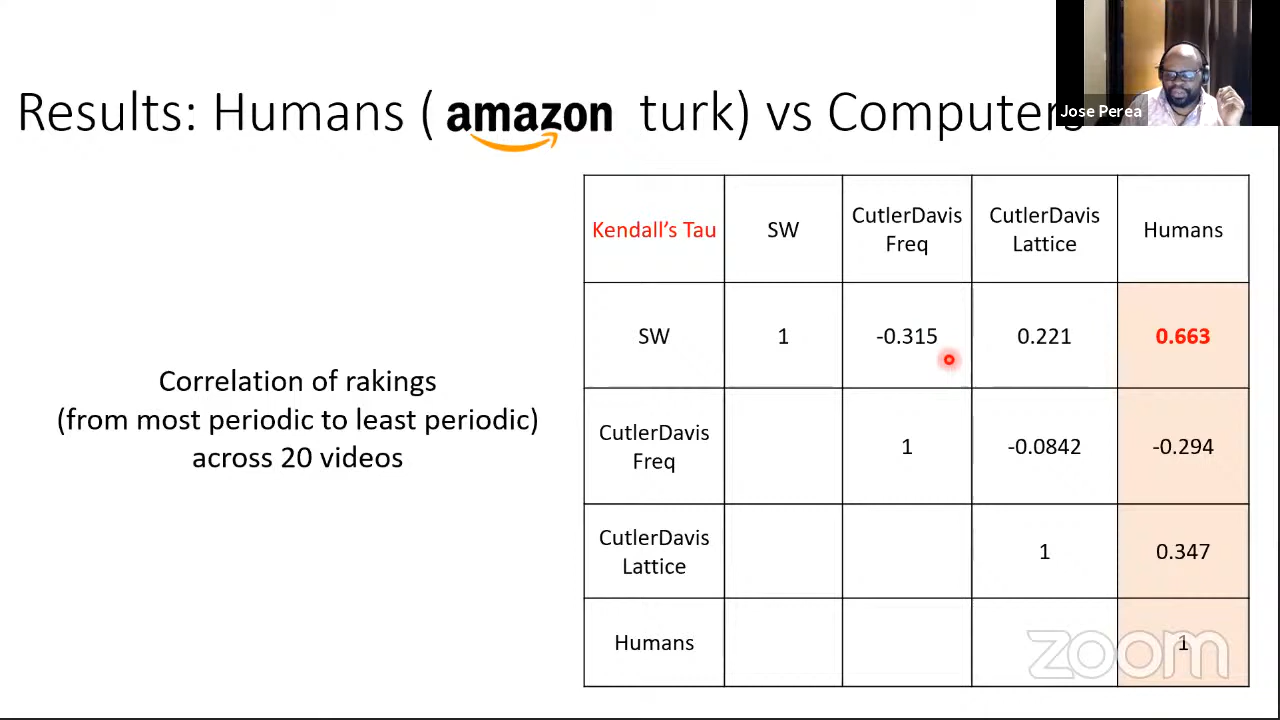 Results: Humans ( amazon turk) vs Computers
Jose Perea
Kendall's Tau SW CutlerDavis Freq CutlerDavis Lattice Humans
SW 1 -0.315 0.221 0.663
Correlation of rakings
(from most periodic to least periodic)
across 20 videos
CutlerDavis Freq 1 -0.0842 -0.294
CutlerDavis Lattice 1 0.347
Humans 1
zoom